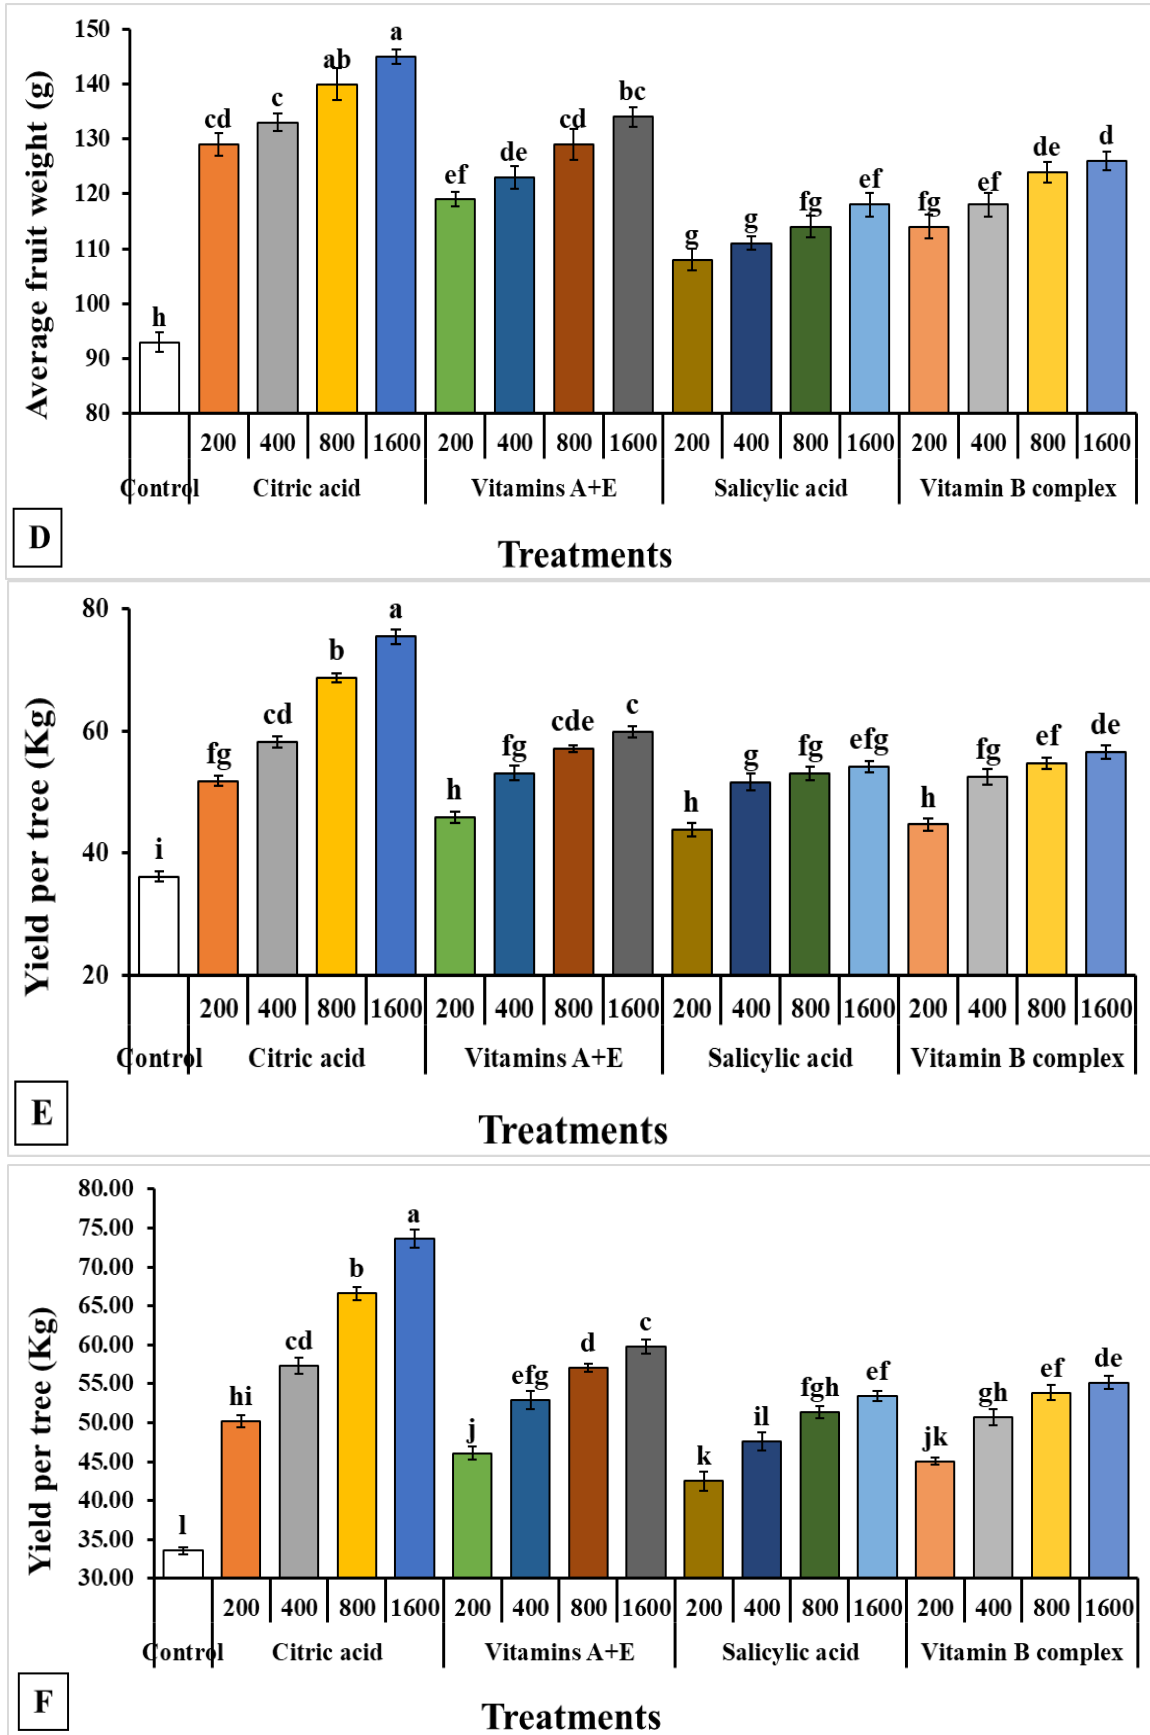 Average fruit weight (g)
150
140
130
120
110
100
90
80
h
cd
c
ab
a
ef
de
cd
bc
g
g
fg
ef
fg
ef
de
d
200 400 800 1600 200 400 800 1600 200 400 800 1600 200 400 800 1600
Control Citric acid Vitamins A+E Salicylic acid Vitamin B complex
D
Treatments
Yield per tree (Kg)
80
60
40
20
i
fg
cd
b
a
h
fg
cde
c
h
g
fg
efg
h
fg
ef
de
200 400 800 1600 200 400 800 1600 200 400 800 1600 200 400 800 1600
Control Citric acid Vitamins A+E Salicylic acid Vitamin B complex
E
Treatments
Yield per tree (Kg)
80.00
75.00
70.00
65.00
60.00
55.00
50.00
45.00
40.00
35.00
30.00
l
hi
cd
b
a
j
efg
d
c
k
il
fgh
ef
jk
gh
ef
de
200 400 800 1600 200 400 800 1600 200 400 800 1600 200 400 800 1600
Control Citric acid Vitamins A+E Salicylic acid Vitamin B complex
F
Treatments